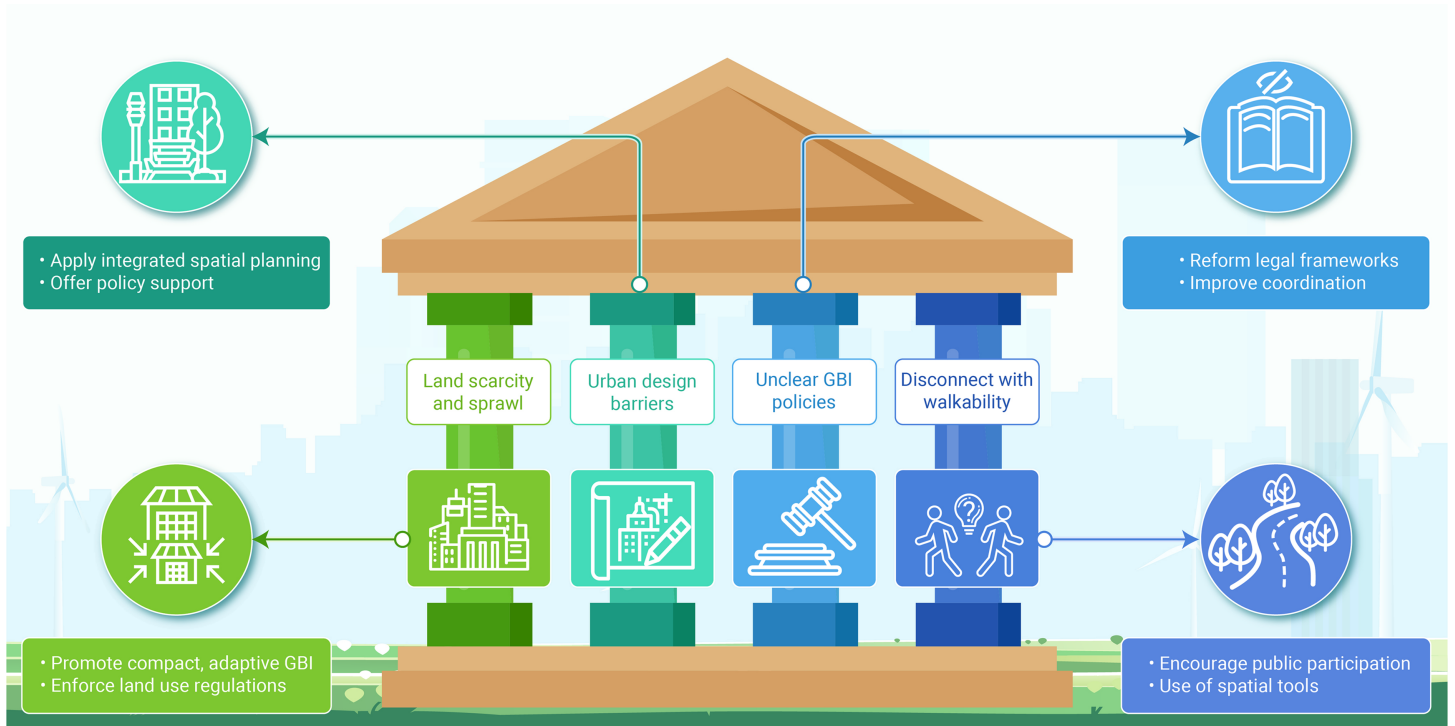 • Apply integrated spatial planning
• Offer policy support
• Reform legal frameworks
• Improve coordination
Land scarcity
and sprawl
Urban design
barriers
Unclear GBI
policies
Disconnect with
walkability
?
• Promote compact, adaptive GBI
• Enforce land use regulations
• Encourage public participation
• Use of spatial tools